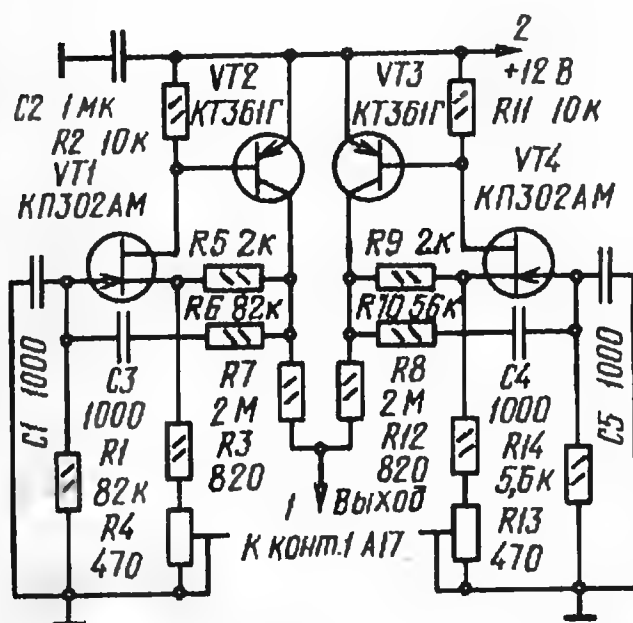 2
+12 В
C2 1 мк
R2 10к
VT1
КП302АМ
VT2
КТ361Г
VT3
КТ361Г
R11 10к
VT4
КП302АМ
R5 2к
R6 82к
R9 2к
R10 56к
C1 1000
C3
1000
R1
82к
R4
470
R7
2 М
R3
820
R8
2 М
R12
820
C4
1000
R14
5,6к
R13
470
C5 1000
1 Выход
К конт.1 А17